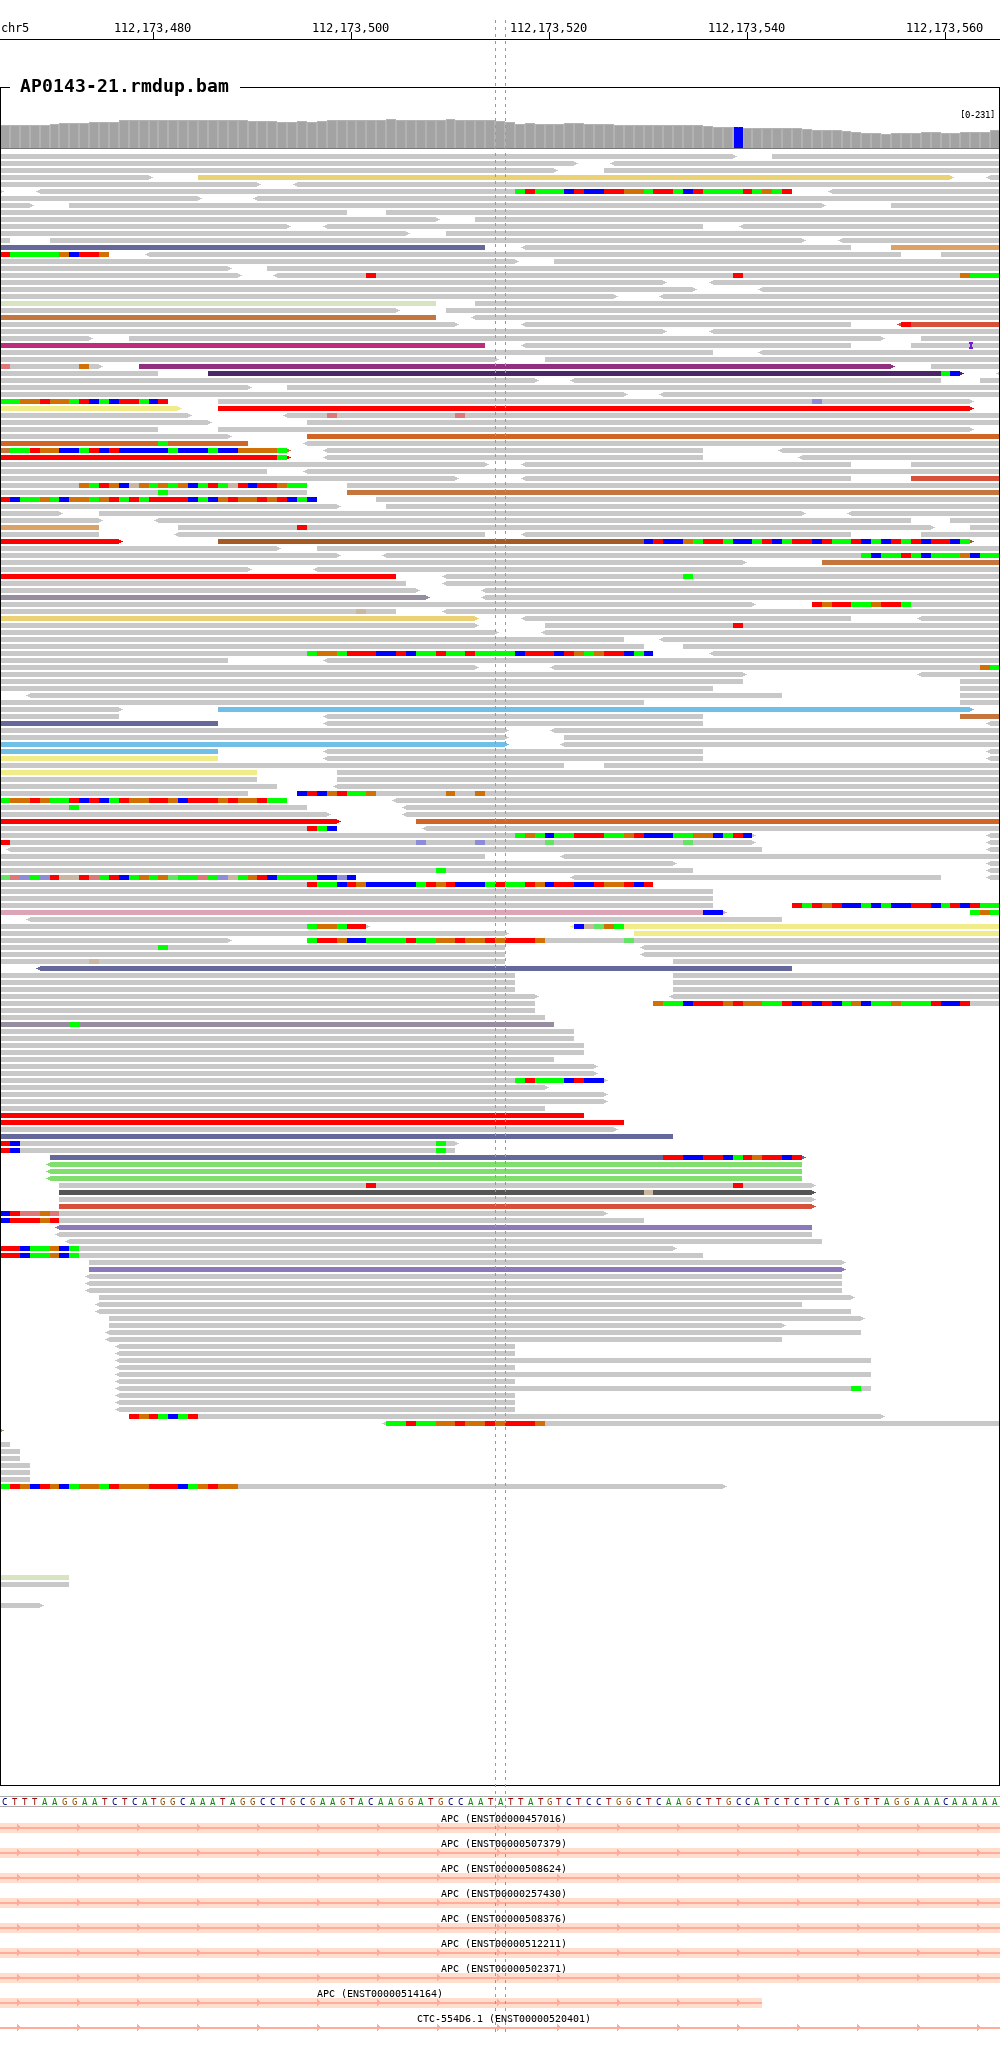 chr5 112,173,480 112,173,500 112,173,520 112,173,540 112,173,560
AP0143-21.rmdup.bam
[0-231]
CTTTAAGGAATCTCATGGCAAATAGGCCTGCGAAGTACAAGGATGCCAATATTATGTCTCCTGGCTCAAGCTTGCCATCTCTTCATGTTAGGAAACAAAAA
APC (ENST00000457016)
APC (ENST00000507379)
APC (ENST00000508624)
APC (ENST00000257430)
APC (ENST00000508376)
APC (ENST00000512211)
APC (ENST00000502371)
APC (ENST00000514164)
CTC-554D6.1 (ENST00000520401)